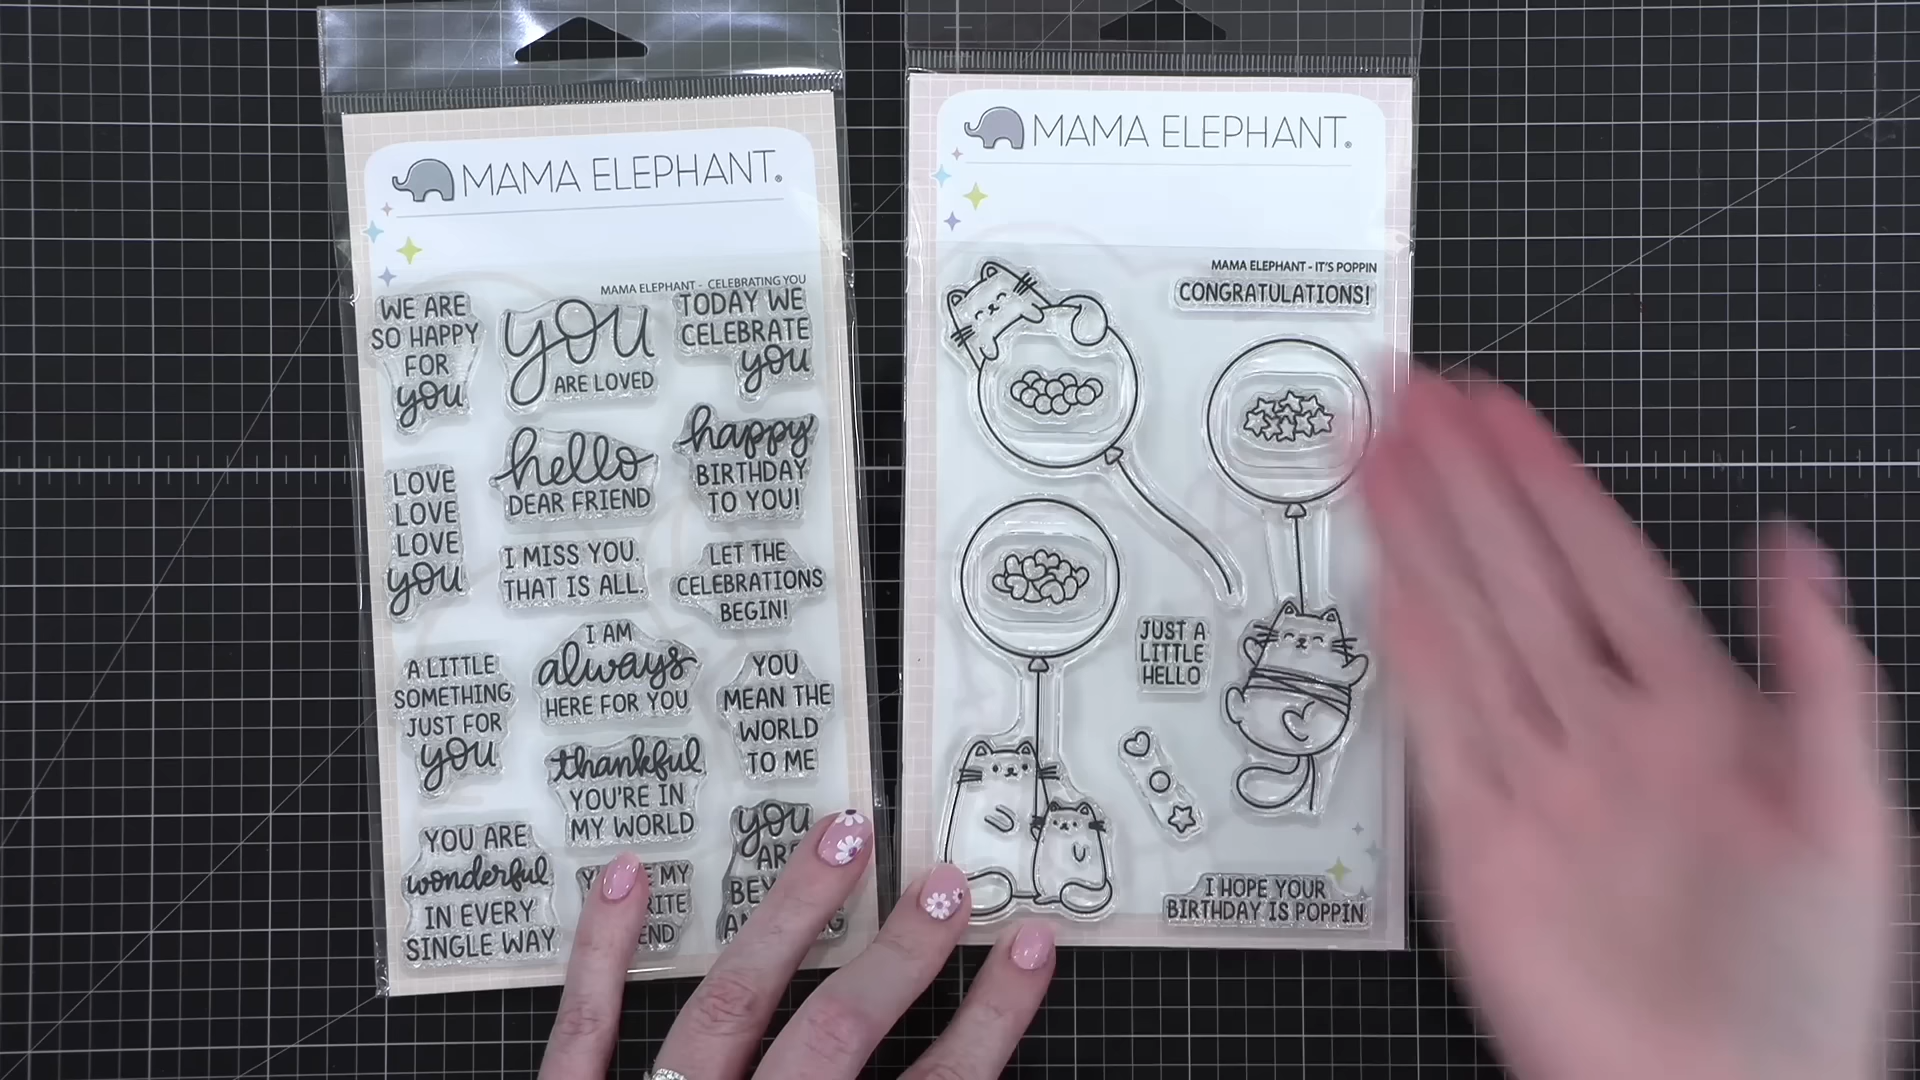 MAMA ELEPHANT®
MAMA ELEPHANT - CELEBRATING YOU
WE ARE
SO HAPPY
FOR
you
you
ARE LOVED
TODAY WE
CELEBRATE
you
LOVE
LOVE
LOVE
you
hello
DEAR FRIEND
happy
BIRTHDAY
TO YOU!
I MISS YOU.
THAT IS ALL.
LET THE
CELEBRATIONS
BEGIN!
A LITTLE
SOMETHING
JUST FOR
you
I AM
always
HERE FOR YOU
YOU
MEAN THE
WORLD
TO ME
thankful
YOU'RE IN
MY WORLD
YOU ARE
wonderful
IN EVERY
SINGLE WAY
MY
you
MAMA ELEPHANT®
MAMA ELEPHANT - IT'S POPPIN
CONGRATULATIONS!
JUST A
LITTLE
HELLO
I HOPE YOUR
BIRTHDAY IS POPPIN